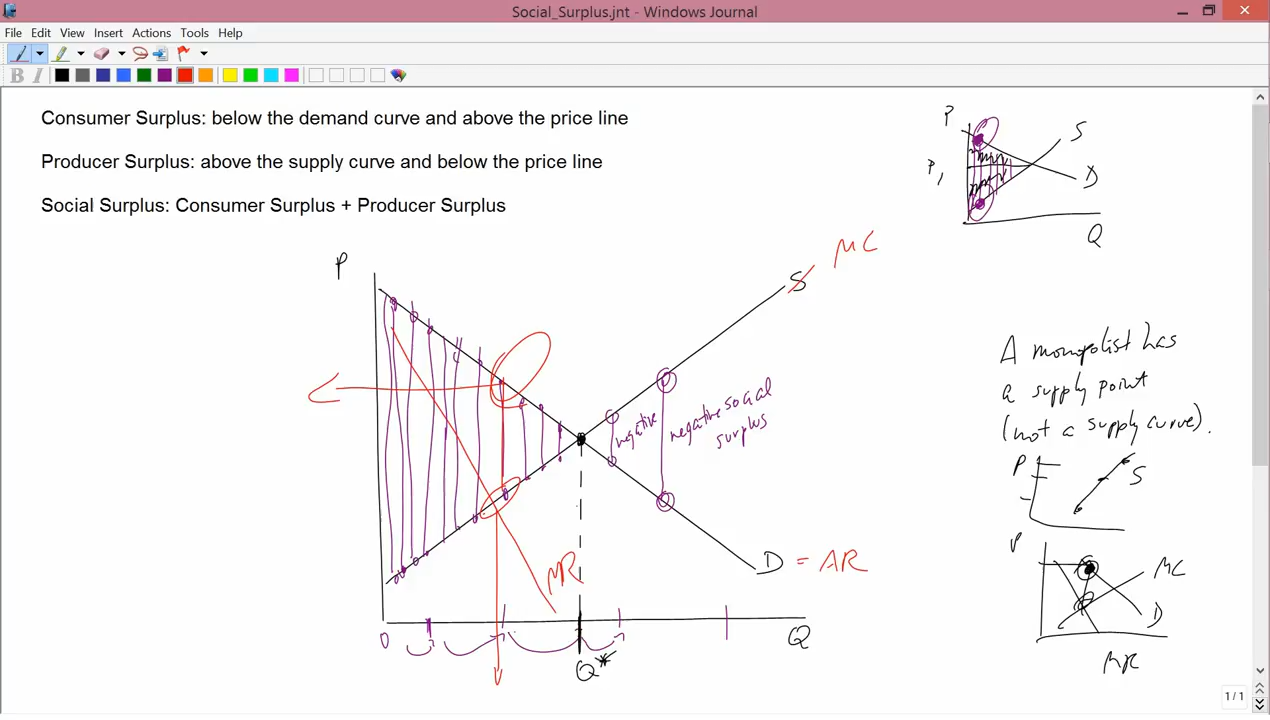 Social_Surplus.jnt - Windows Journal
File Edit View Insert Actions Tools Help
B I
Consumer Surplus: below the demand curve and above the price line
Producer Surplus: above the supply curve and below the price line
Social Surplus: Consumer Surplus + Producer Surplus
P
S
P1
D
Q
P
S
MC
negative
negative social
surplus
MR
D = AR
0
Q*
Q
A monopolist has
a supply point
(not a supply curve).
P
S
P
MC
D
MR
1 / 1